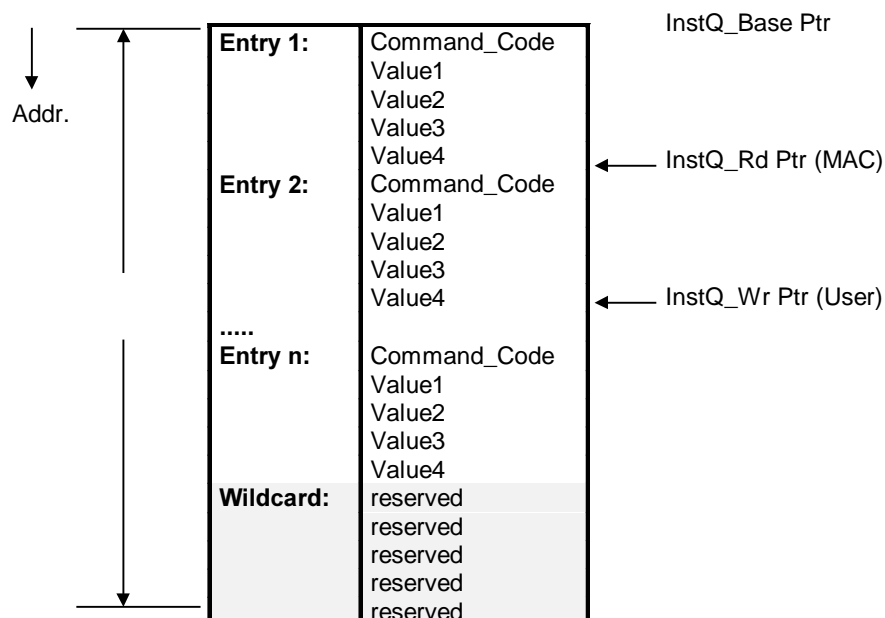 InstQ_Base Ptr
Entry 1: Command_Code
Value1
Value2
Addr.
Value3
Value4
InstQ_Rd Ptr (MAC)
Entry 2: Command_Code
Value1
Value2
Value3
Value4
InstQ_Wr Ptr (User)
.....
Entry n: Command_Code
Value1
Value2
Value3
Value4
Wildcard: reserved
reserved
reserved
reserved
reserved